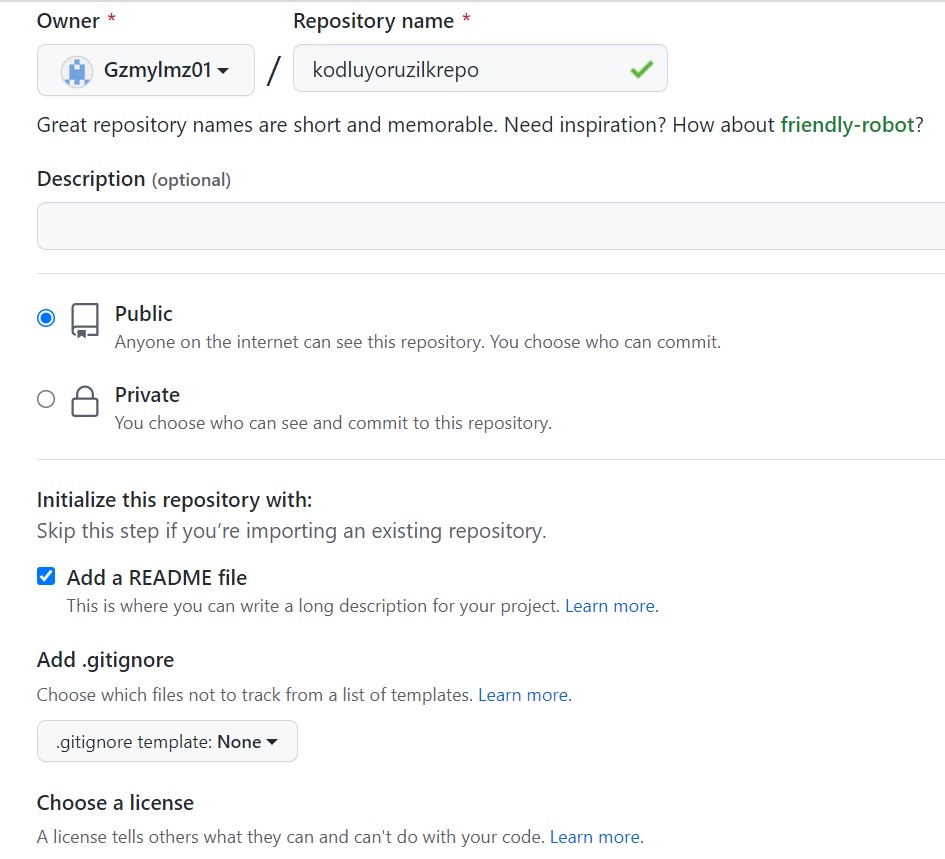 Owner *
Repository name *
Gzmylmz01 / kodluyoruzilkrepo
Great repository names are short and memorable. Need inspiration? How about friendly-robot?
Description (optional)
Public
Anyone on the internet can see this repository. You choose who can commit.
Private
You choose who can see and commit to this repository.
Initialize this repository with:
Skip this step if you’re importing an existing repository.
Add a README file
This is where you can write a long description for your project. Learn more.
Add .gitignore
Choose which files not to track from a list of templates. Learn more.
.gitignore template: None
Choose a license
A license tells others what they can and can't do with your code. Learn more.